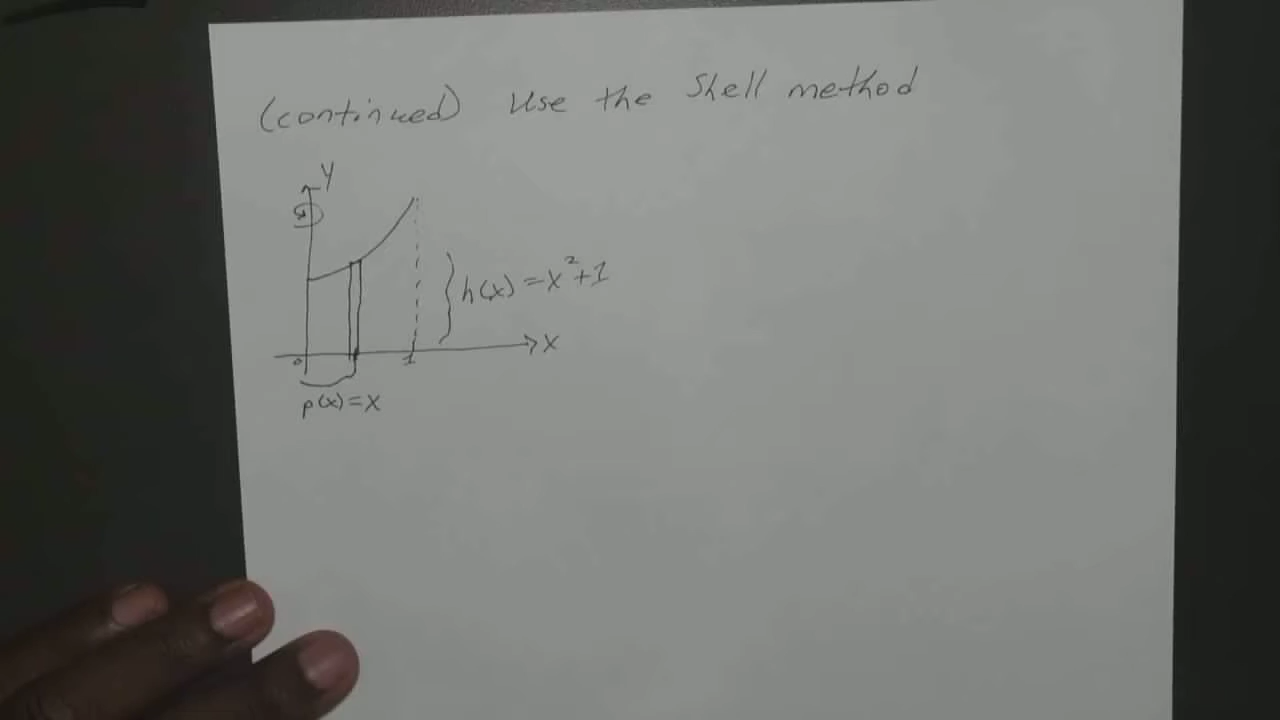 (continued) Use the Shell method
y
h(x) = x²+1
x
0 1
p(x) = x